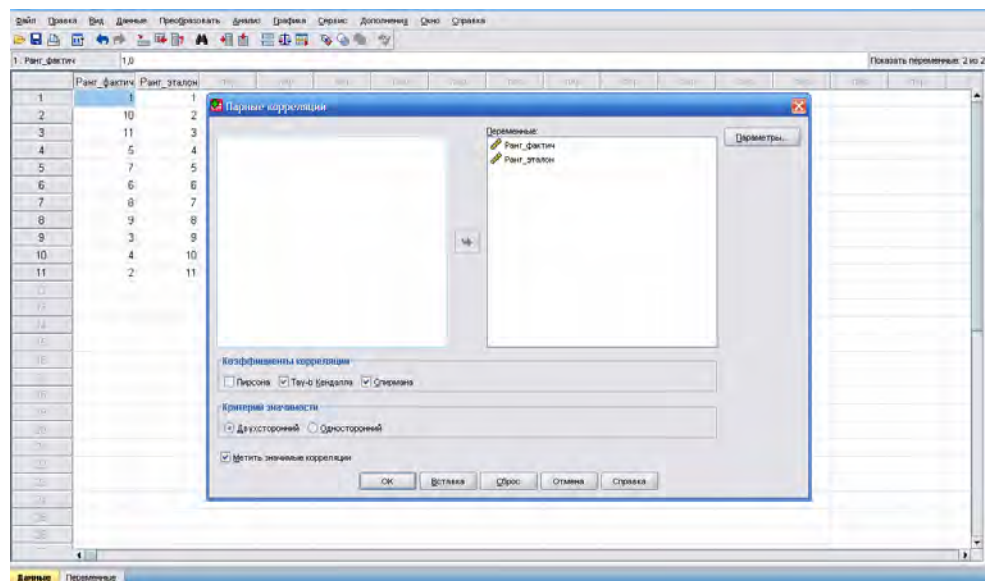 Файл Правка Вид Данные Преобразовать Анализ Графика Сервис Дополнения Окно Справка
1 : Ранг_фактич 1,0 Показать переменные: 2 из 2
Ранг_фактич Ранг_эталон
1 1 1
2 10 2
3 11 3
4 5 4
5 7 5
6 6 6
7 8 7
8 9 8
9 3 9
10 4 10
11 2 11
Парные корреляции
Переменные:
Ранг_фактич
Ранг_эталон
Параметры...
Коэффициенты корреляции
Пирсона Тау-b Кендалла Спирмана
Критерий значимости
Двухсторонний Односторонний
Метить значимые корреляции
OK Вставка Сброс Отмена Справка
Данные Переменные